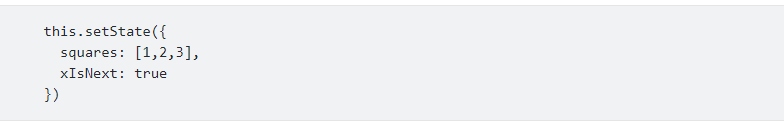 this.setState({
  squares: [1,2,3],
  xIsNext: true
})